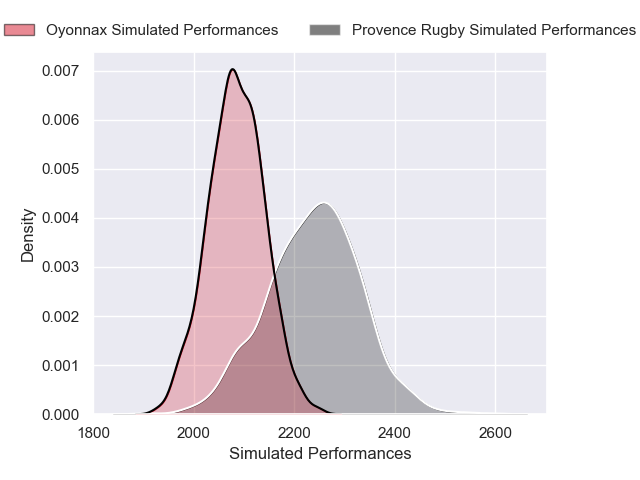 Oyonnax Simulated Performances Provence Rugby Simulated Performances
0.007
0.006
0.005
0.004
0.003
0.002
0.001
0.000
Density
1800 2000 2200 2400 2600
Simulated Performances